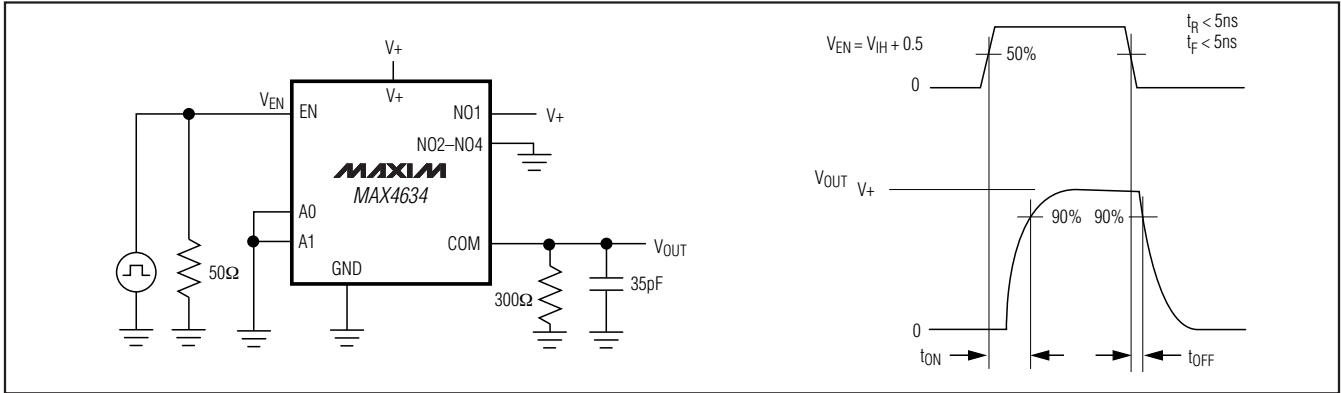 V+
V+
VEN
EN
NO1
V+
NO2–NO4
MAXIM
MAX4634
A0
A1
COM
VOUT
GND
50Ω
300Ω
35pF
tR < 5ns
tF < 5ns
VEN = VIH + 0.5
50%
0
VOUT
V+
90%
90%
0
tON
tOFF